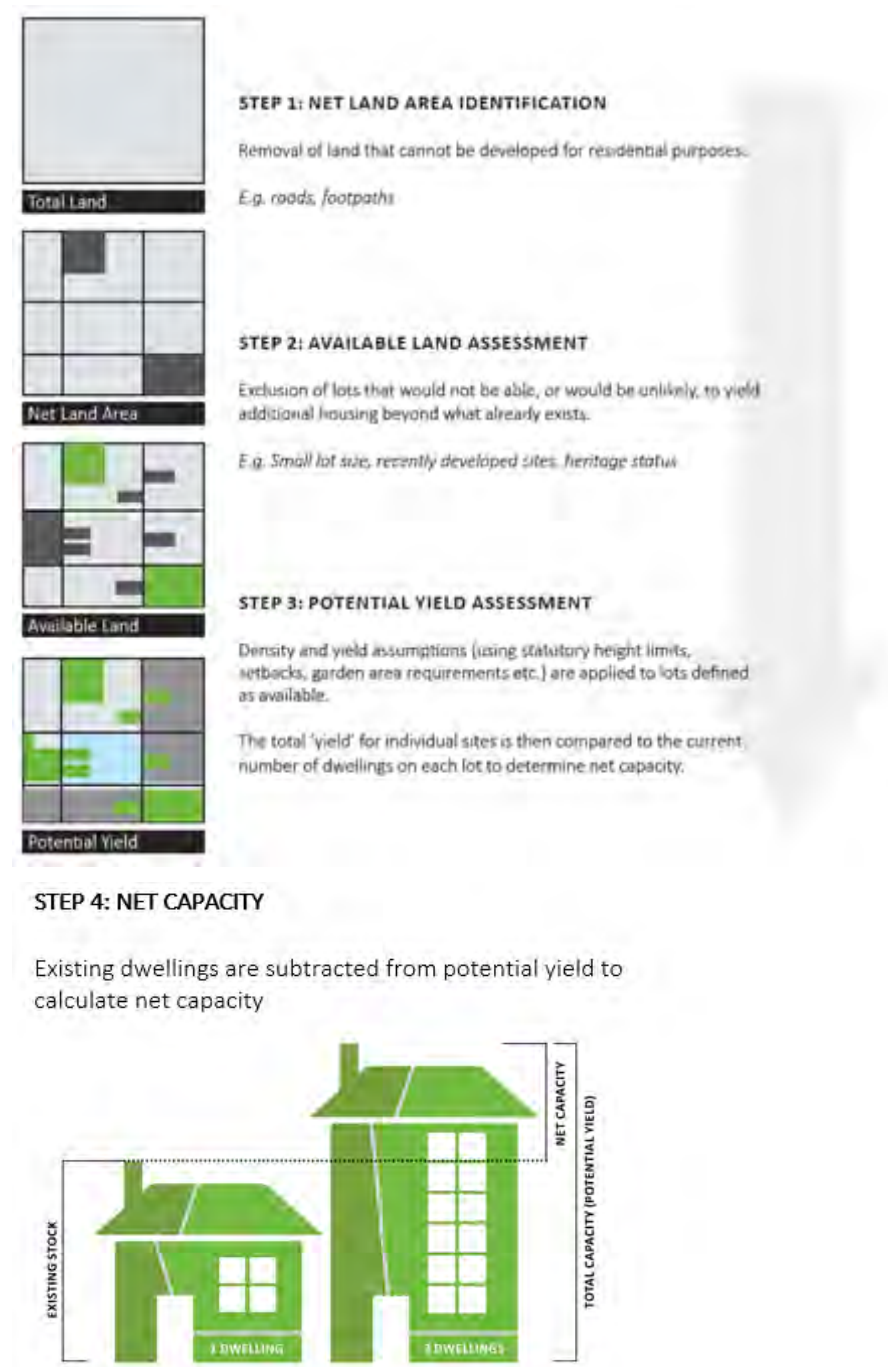 STEP 1: NET LAND AREA IDENTIFICATION
Removal of land that cannot be developed for residential purposes.
E.g. roads, footpaths
Total Land
STEP 2: AVAILABLE LAND ASSESSMENT
Exclusion of lots that would not be able, or would be unlikely, to yield
additional housing beyond what already exists.
E.g. Small lot size, recently developed sites, heritage status
Net Land Area
STEP 3: POTENTIAL YIELD ASSESSMENT
Density and yield assumptions (using statutory height limits,
setbacks, garden area requirements etc.) are applied to lots defined
as available.
The total 'yield' for individual sites is then compared to the current
number of dwellings on each lot to determine net capacity.
Available Land
Potential Yield
STEP 4: NET CAPACITY
Existing dwellings are subtracted from potential yield to
calculate net capacity
EXISTING STOCK
1 DWELLING
3 DWELLINGS
NET CAPACITY
TOTAL CAPACITY (POTENTIAL YIELD)